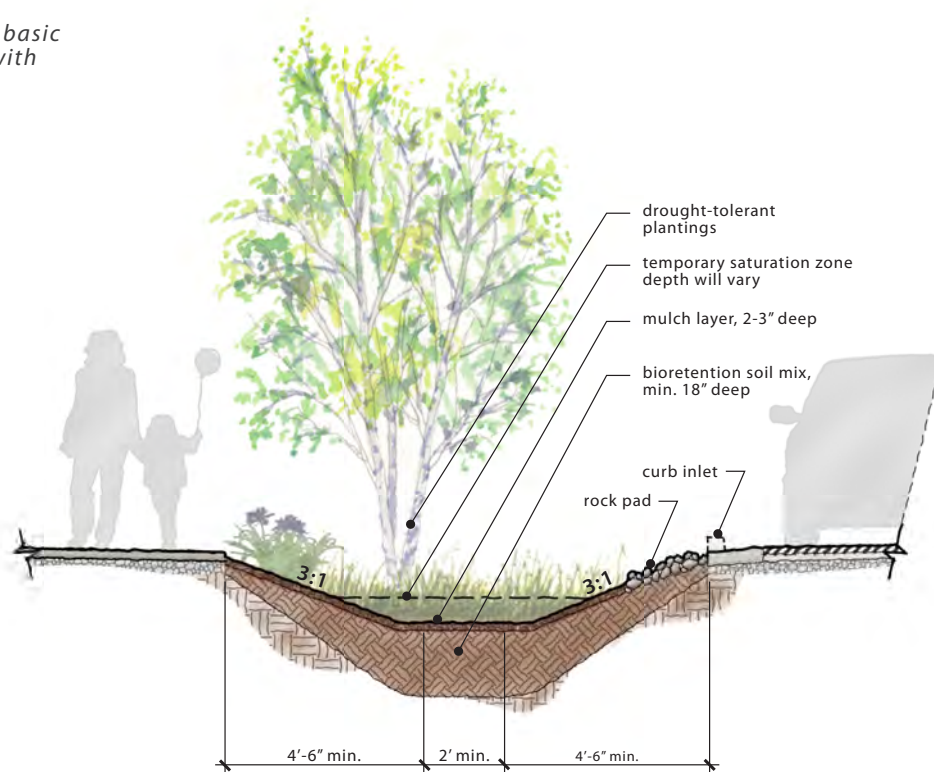 basic
with
drought-tolerant
plantings
temporary saturation zone
depth will vary
mulch layer, 2-3" deep
bioretention soil mix,
min. 18" deep
curb inlet
rock pad
3:1
3:1
4'-6" min.
2' min.
4'-6" min.